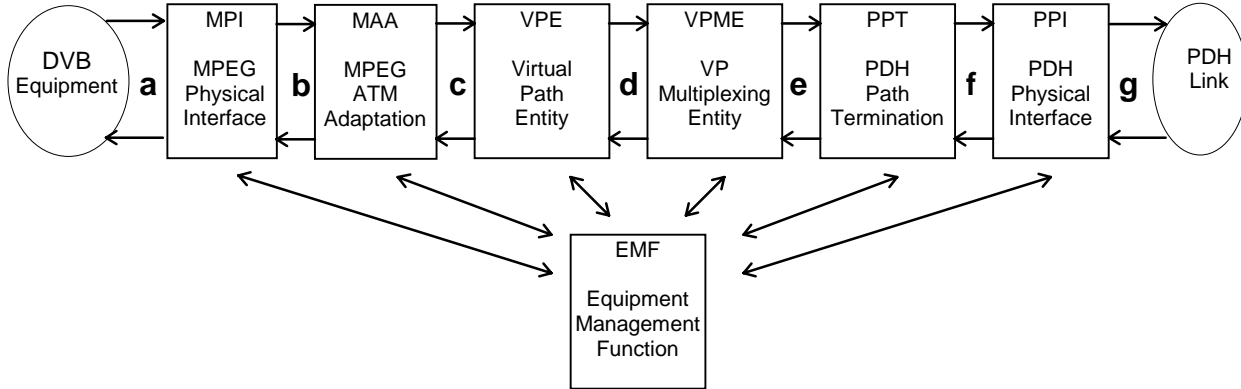 DVB
Equipment
a
MPI
MPEG
Physical
Interface
b
MAA
MPEG
ATM
Adaptation
c
VPE
Virtual
Path
Entity
d
VPME
VP
Multiplexing
Entity
e
PPT
PDH
Path
Termination
f
PPI
PDH
Physical
Interface
g
PDH
Link
EMF
Equipment
Management
Function